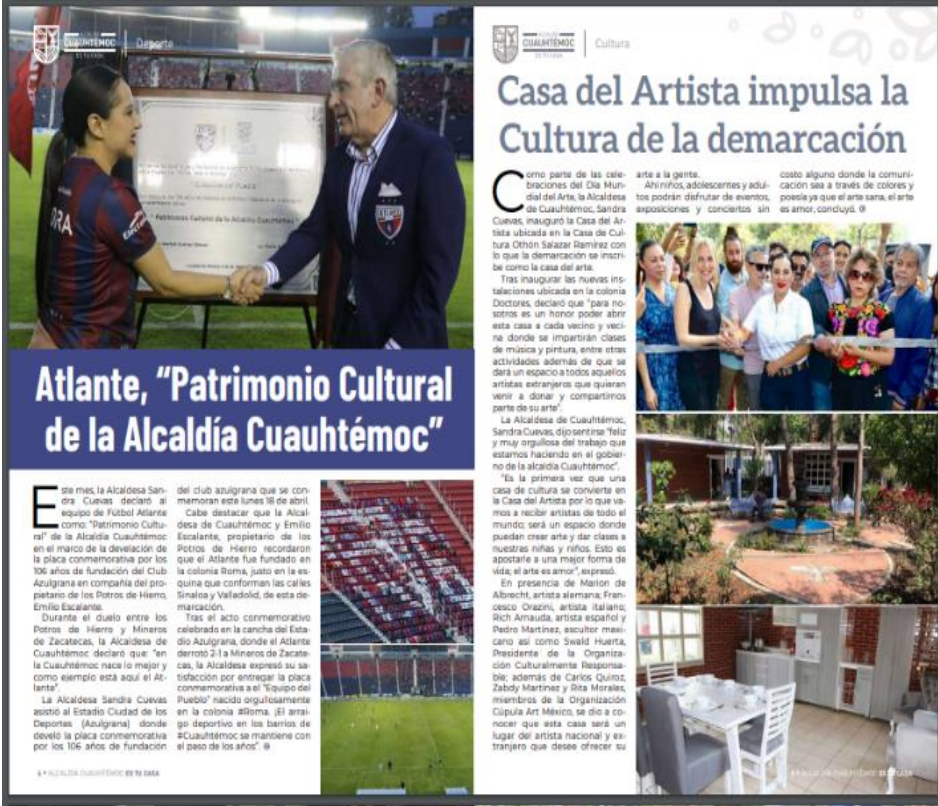 ALCALDÍA
CUAUHTÉMOC
ES TU CASA
Deporte
DRA
ATLANTE
" Patrimonio Cultural de la Alcaldía Cuauhtémoc"
Atlante, “Patrimonio Cultural
de la Alcaldía Cuauhtémoc”
Este mes, la Alcaldesa San-
dra Cuevas declaró al
equipo de Fútbol Atlante
como: "Patrimonio Cultu-
ral" de la Alcaldía Cuauhtémoc
en el marco de la develación de
la placa conmemorativa por los
106 años de fundación del Club
Azulgrana en compañía del pro-
pietario de los Potros de Hierro,
Emilio Escalante.
Durante el duelo entre los
Potros de Hierro y Mineros
de Zacatecas, la Alcaldesa de
Cuauhtémoc declaró que: "en
la Cuauhtémoc nace lo mejor y
como ejemplo está aquí el At-
lante".
La Alcaldesa Sandra Cuevas
asistió al Estadio Ciudad de los
Deportes (Azulgrana) donde
develó la placa conmemorativa
por los 106 años de fundación
del club azulgrana que se con-
memoran este lunes 18 de abril.
Cabe destacar que la Alcal-
desa de Cuauhtémoc y Emilio
Escalante, propietario de los
Potros de Hierro recordaron
que el Atlante fue fundado en
la colonia Roma, justo en la es-
quina que conforman las calles
Sinaloa y Valladolid, de esta de-
marcación.
Tras el acto conmemorativo
celebrado en la cancha del Esta-
dio Azulgrana, donde el Atlante
derrotó 2-1 a Mineros de Zacate-
cas, la Alcaldesa expresó su sa-
tisfacción por entregar la placa
conmemorativa a el "Equipo del
Pueblo" nacido orgullosamente
en la colonia #Roma. ¡El arrai-
go deportivo en los barrios de
#Cuauhtémoc se mantiene con
el paso de los años".
6 * ALCALDÍA CUAUHTÉMOC ES TU CASA
ALCALDÍA
CUAUHTÉMOC
ES TU CASA
Cultura
Casa del Artista impulsa la
Cultura de la demarcación
Como parte de las cele-
braciones del Día Mun-
dial del Arte, la Alcaldesa
de Cuauhtémoc, Sandra
Cuevas, inauguró la Casa del Ar-
tista ubicada en la Casa de Cul-
tura Othón Salazar Ramírez con
lo que la demarcación se inscri-
be como la casa del arte.
Tras inaugurar las nuevas ins-
talaciones ubicada en la colonia
Doctores, declaró que "para no-
sotros es un honor poder abrir
esta casa a cada vecino y veci-
na donde se impartirán clases
de música y pintura, entre otras
actividades además de que se
dará un espacio a todos aquellos
artistas extranjeros que quieran
venir a donar y compartirnos
parte de su arte".
La Alcaldesa de Cuauhtémoc,
Sandra Cuevas, dijo sentirse "feliz
y muy orgullosa del trabajo que
estamos haciendo en el gobier-
no de la alcaldía Cuauhtémoc".
"Es la primera vez que una
casa de cultura se convierte en
la Casa del Artista por lo que va-
mos a recibir artistas de todo el
mundo; será un espacio donde
puedan crear arte y dar clases a
nuestras niñas y niños. Esto es
apostarle a una mejor forma de
vida; el arte es amor", expresó.
En presencia de Marion de
Albrecht, artista alemana; Fran-
cesco Orazini, artista italiano;
Rich Arnauda, artista español y
Pedro Martínez, escultor mexi-
cano así como Swald Huerta,
Presidente de la Organiza-
ción Culturalmente Responsa-
ble; además de Carlos Quiroz,
Zabdy Martínez y Rita Morales,
miembros de la Organización
Cúpula Art México, se dio a co-
nocer que esta casa será un
lugar del artista nacional y ex-
tranjero que desee ofrecer su
arte a la gente.
Ahí niños, adolescentes y adul-
tos podrán disfrutar de eventos,
exposiciones y conciertos sin
costo alguno donde la comuni-
cación sea a través de colores y
poesía ya que el arte sana, el arte
es amor, concluyó.